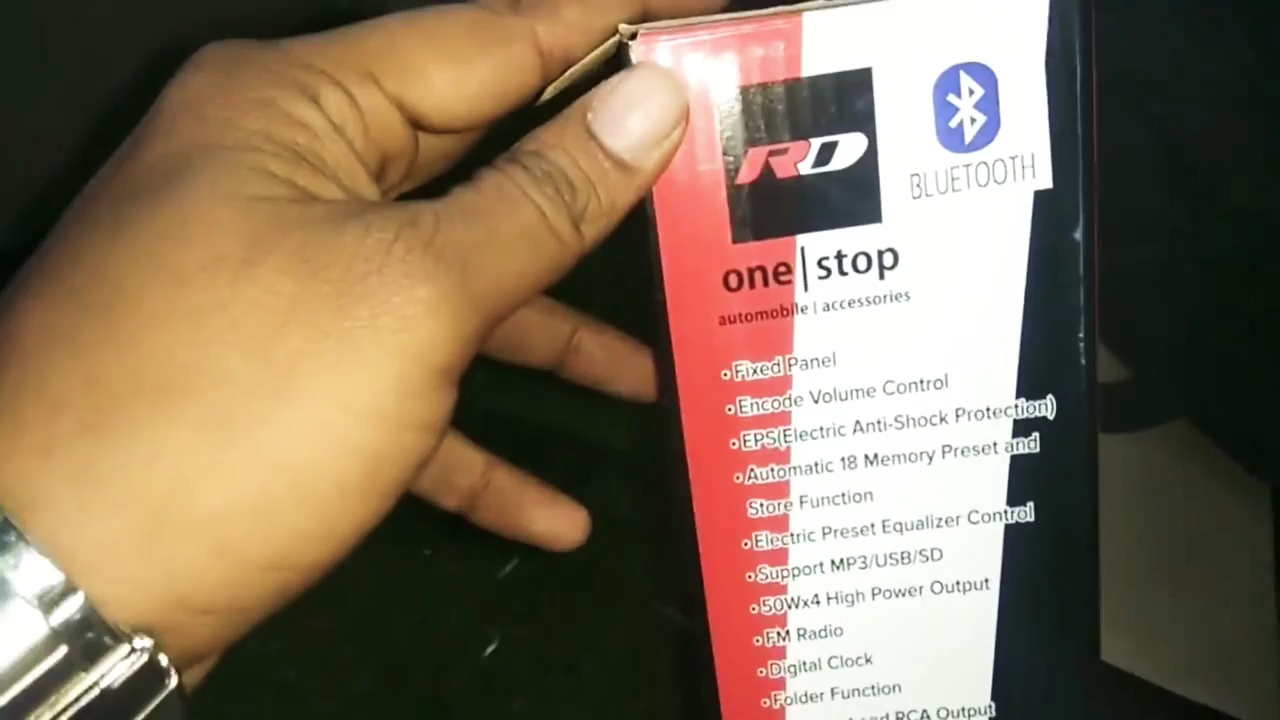 RD
BLUETOOTH
one|stop
automobile | accessories
• Fixed Panel
• Encode Volume Control
• EPS(Electric Anti-Shock Protection)
• Automatic 18 Memory Preset and
Store Function
• Electric Preset Equalizer Control
• Support MP3/USB/SD
• 50Wx4 High Power Output
• FM Radio
• Digital Clock
• Folder Function
and RCA Output